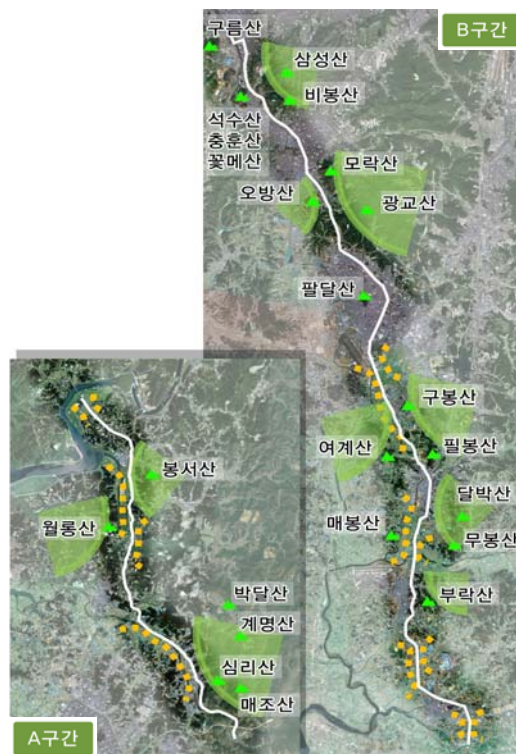 구름산
B구간
삼성산
비봉산
석수산
충훈산
꽃메산
모락산
오방산
광교산
팔달산
구봉산
여계산
필봉산
봉서산
달박산
월롱산
매봉산
무봉산
박달산
부락산
계명산
심리산
매조산
A구간